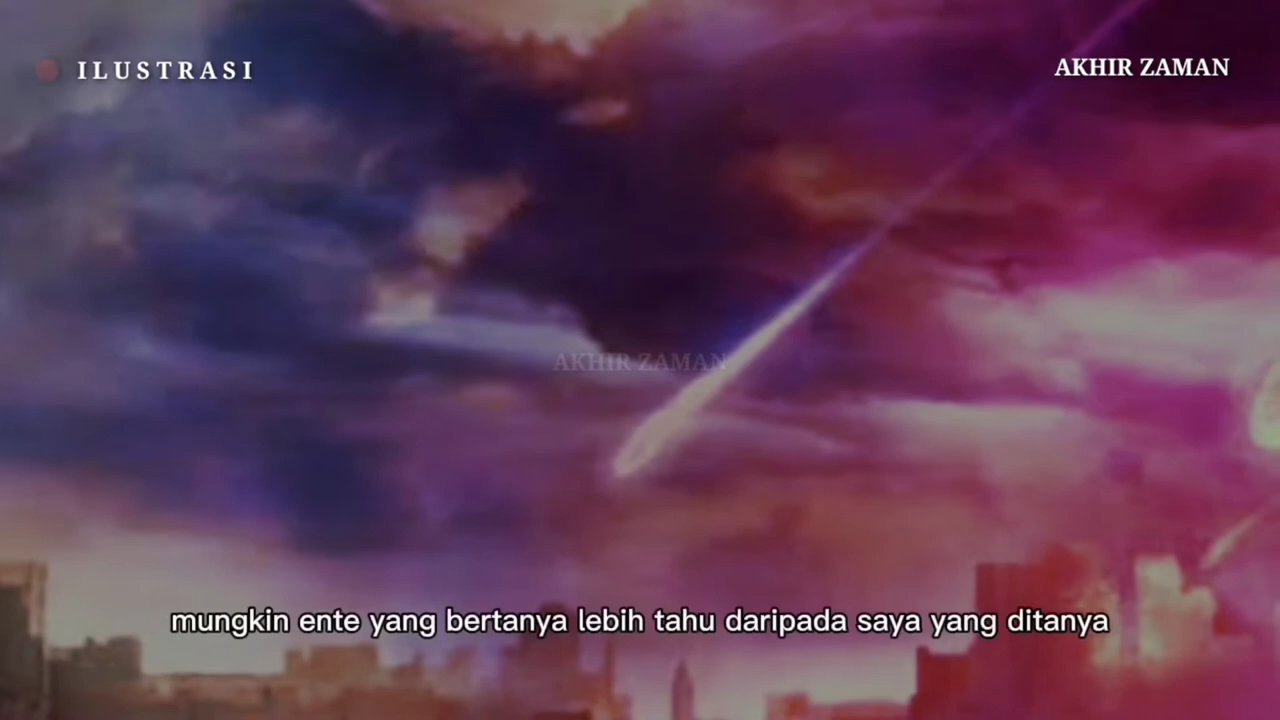 ILUSTRASI
AKHIR ZAMAN
AKHIR ZAMAN
mungkin ente yang bertanya lebih tahu daripada saya yang ditanya